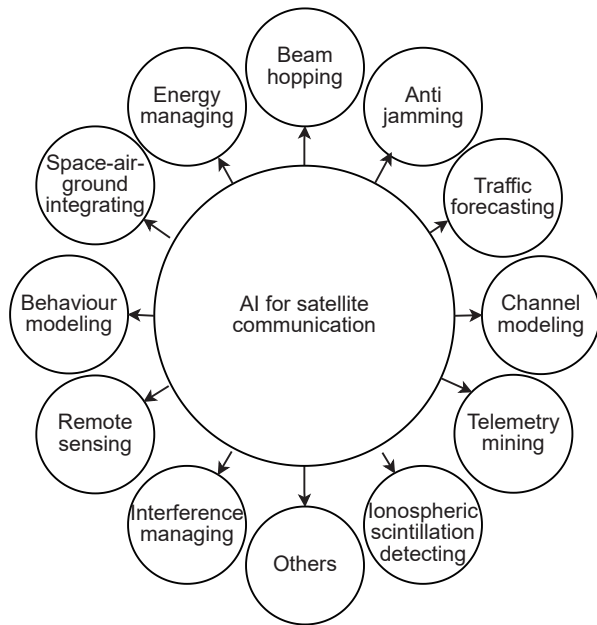 Beam
hopping
Anti
jamming
Traffic
forecasting
Channel
modeling
Telemetry
mining
Ionospheric
scintillation
detecting
Others
Interference
managing
Remote
sensing
Behaviour
modeling
Space-air-
ground
integrating
Energy
managing
AI for satellite
communication